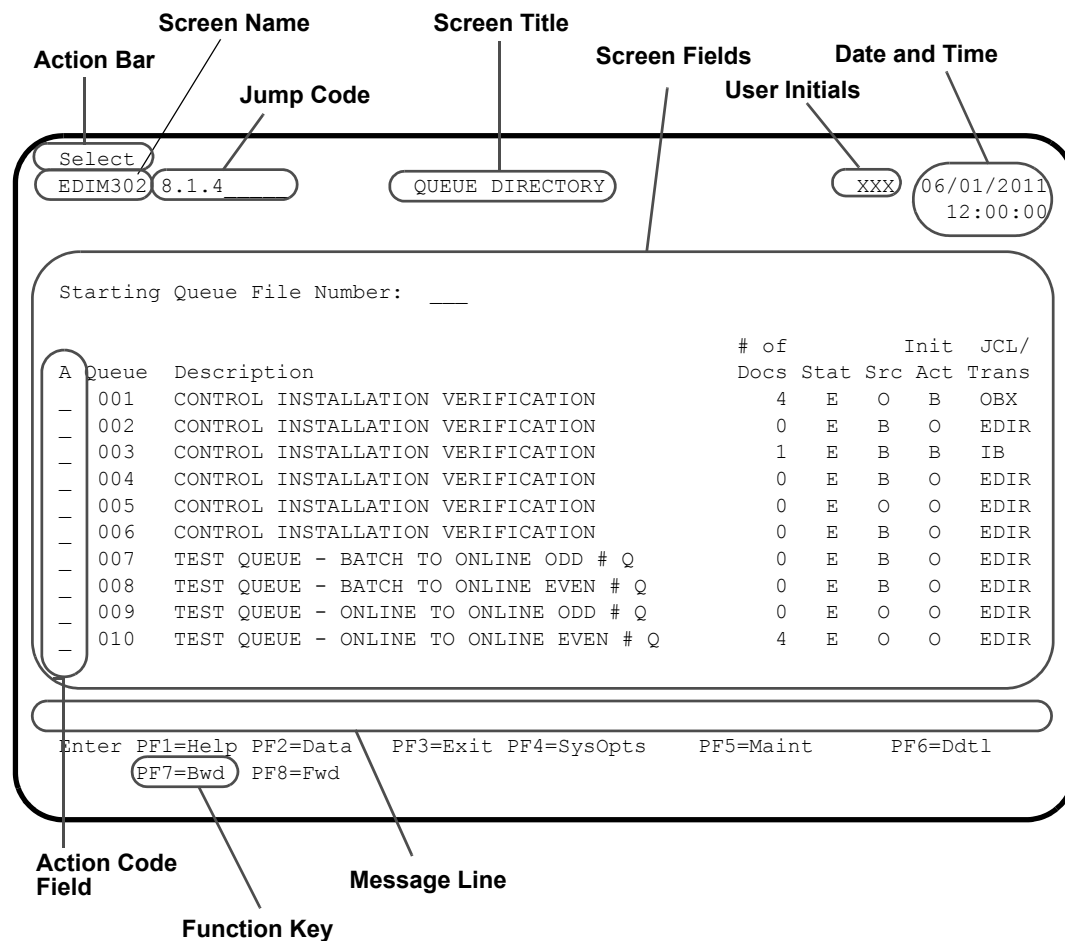 Screen Name Screen Title
Action Bar Screen Fields Date and Time
Jump Code User Initials
Select
EDIM302 8.1.4_____ QUEUE DIRECTORY XXX 06/01/2011
12:00:00
Starting Queue File Number: ___
# of Init JCL/
A Queue Description Docs Stat Src Act Trans
_ 001 CONTROL INSTALLATION VERIFICATION 4 E O B OBX
_ 002 CONTROL INSTALLATION VERIFICATION 0 E B O EDIR
_ 003 CONTROL INSTALLATION VERIFICATION 1 E B B IB
_ 004 CONTROL INSTALLATION VERIFICATION 0 E B O EDIR
_ 005 CONTROL INSTALLATION VERIFICATION 0 E O O EDIR
_ 006 CONTROL INSTALLATION VERIFICATION 0 E B O EDIR
_ 007 TEST QUEUE - BATCH TO ONLINE ODD # Q 0 E B O EDIR
_ 008 TEST QUEUE - BATCH TO ONLINE EVEN # Q 0 E B O EDIR
_ 009 TEST QUEUE - ONLINE TO ONLINE ODD # Q 0 E O O EDIR
_ 010 TEST QUEUE - ONLINE TO ONLINE EVEN # Q 4 E O O EDIR
Enter PF1=Help PF2=Data PF3=Exit PF4=SysOpts PF5=Maint PF6=Ddtl
PF7=Bwd PF8=Fwd
Action Code
Field
Message Line
Function Key